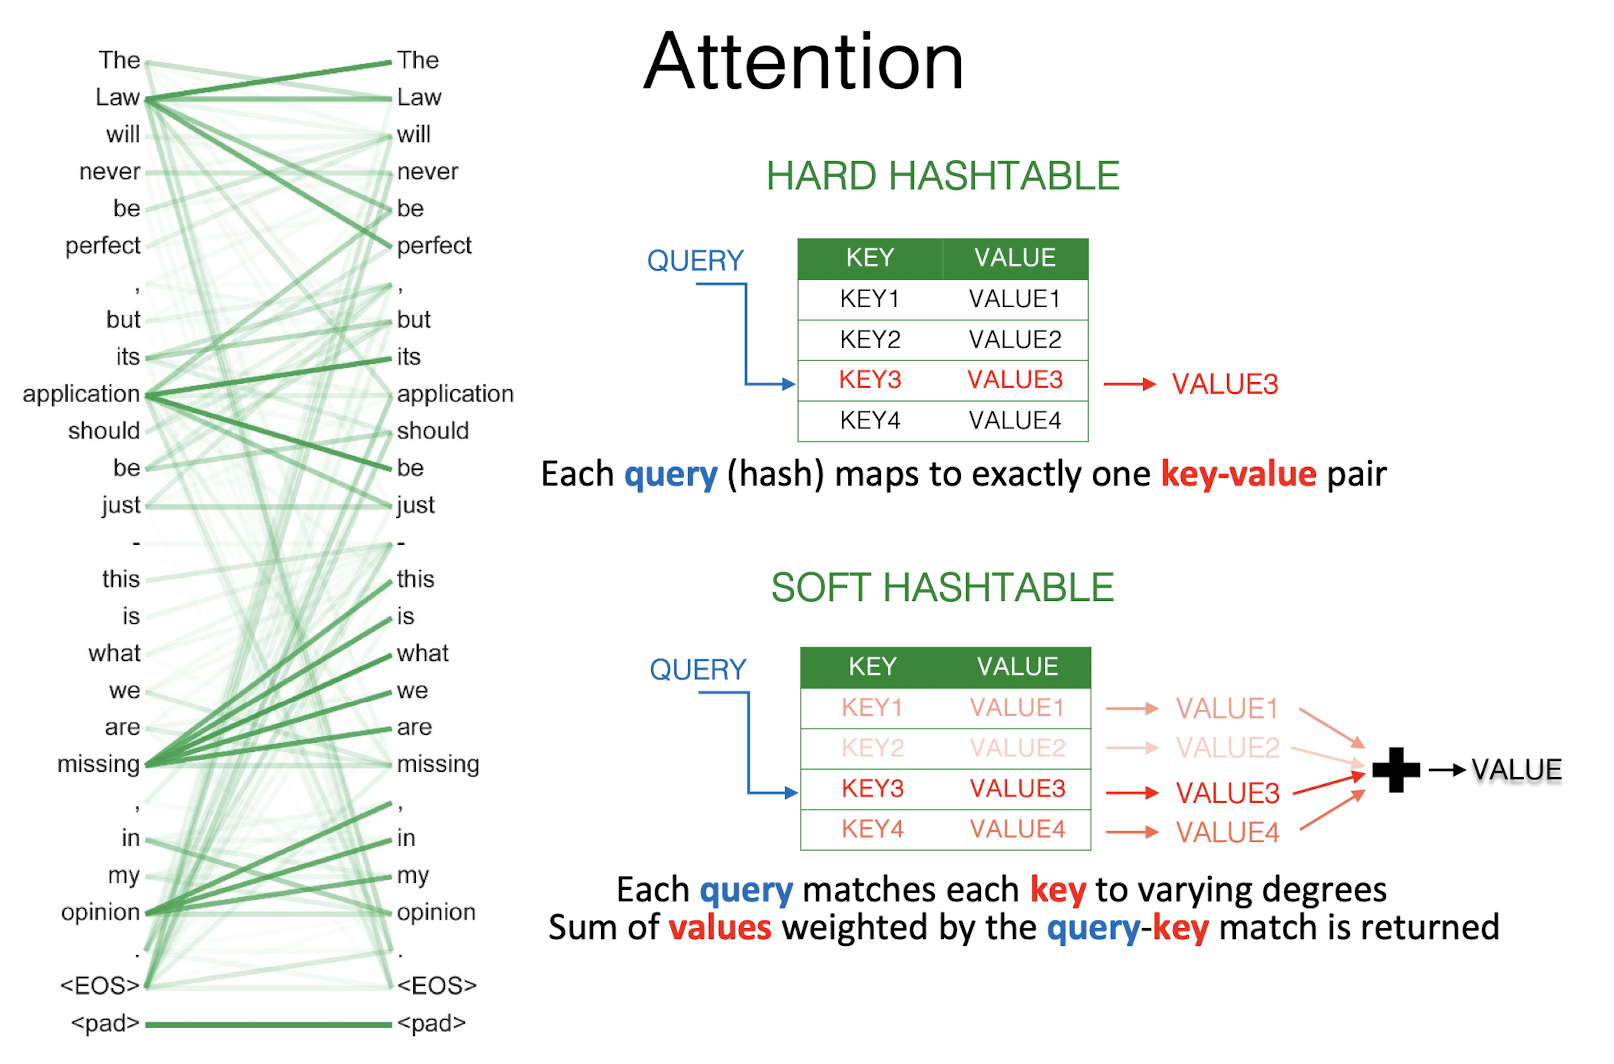 Attention
The The
Law Law
will will
never never
be be
perfect perfect
, ,
but but
its its
application application
should should
be be
just just
- -
this this
is is
what what
we we
are are
missing missing
, ,
in in
my my
opinion opinion
. .
<EOS> <EOS>
<pad> <pad>
HARD HASHTABLE
QUERY
KEY VALUE
KEY1 VALUE1
KEY2 VALUE2
KEY3 VALUE3 VALUE3
KEY4 VALUE4
Each query (hash) maps to exactly one key-value pair
SOFT HASHTABLE
QUERY
KEY VALUE
KEY1 VALUE1 VALUE1
KEY2 VALUE2 VALUE2
KEY3 VALUE3 VALUE3
KEY4 VALUE4 VALUE4
VALUE
Each query matches each key to varying degrees
Sum of values weighted by the query-key match is returned